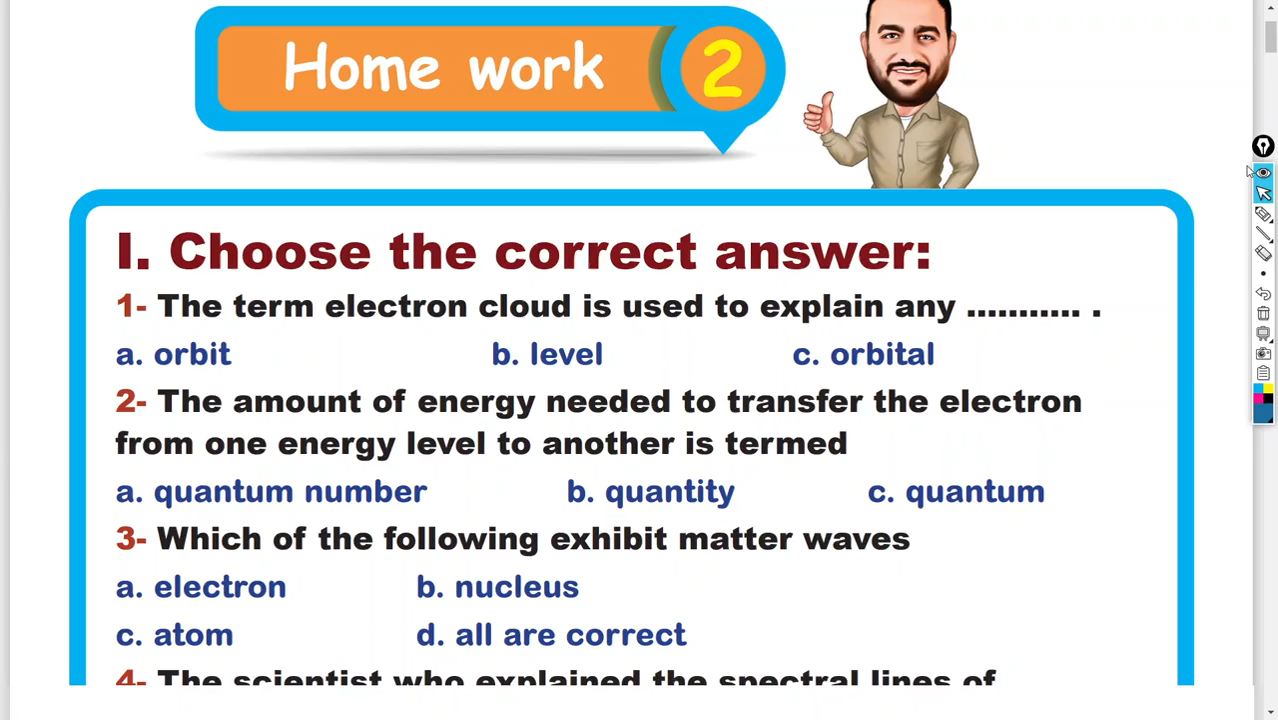 Home work 2
I. Choose the correct answer:
1- The term electron cloud is used to explain any ........... .
a. orbit b. level c. orbital
2- The amount of energy needed to transfer the electron
from one energy level to another is termed
a. quantum number b. quantity c. quantum
3- Which of the following exhibit matter waves
a. electron b. nucleus
c. atom d. all are correct
4- The scientist who explained the spectral lines of